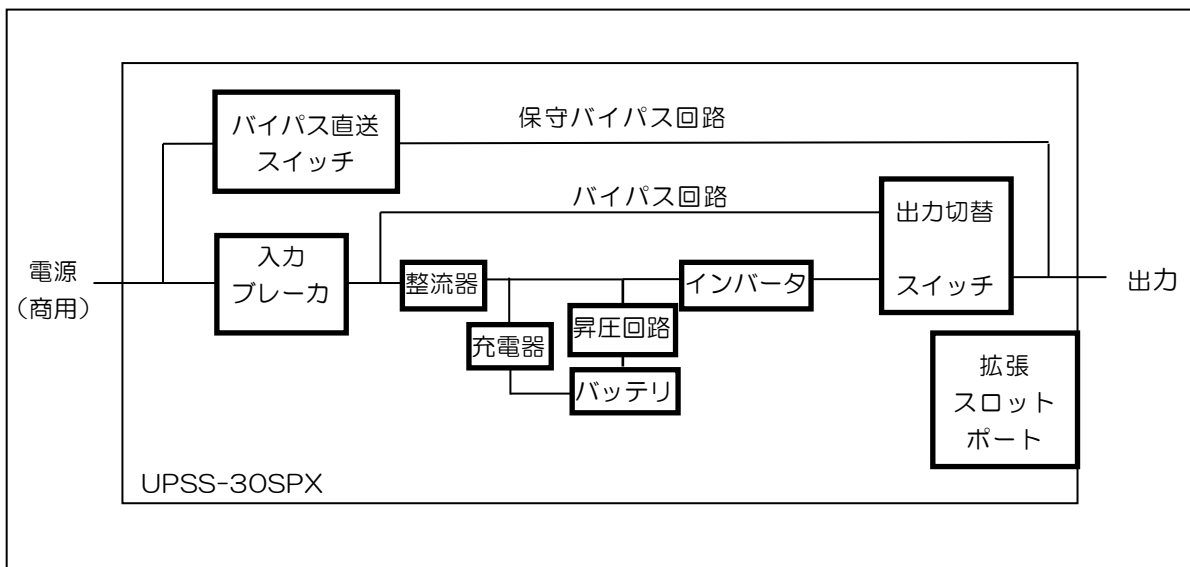 バイパス直送
スイッチ
保守バイパス回路
バイパス回路
出力切替
スイッチ
電源
（商用）
入力
ブレーカ
整流器
インバータ
出力
充電器
昇圧回路
バッテリ
拡張
スロット
ポート
UPSS-30SPX